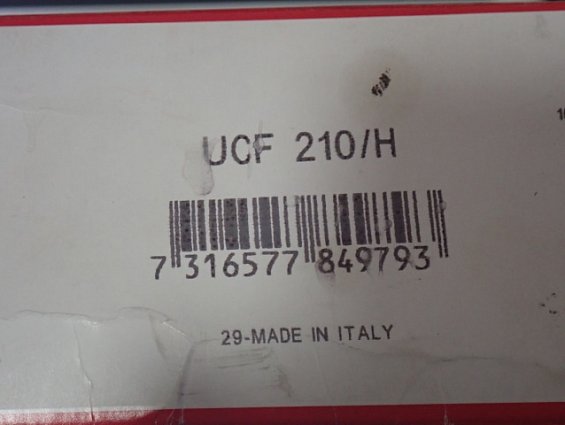 UCF 210/H
7 316577 849793
29-MADE IN ITALY